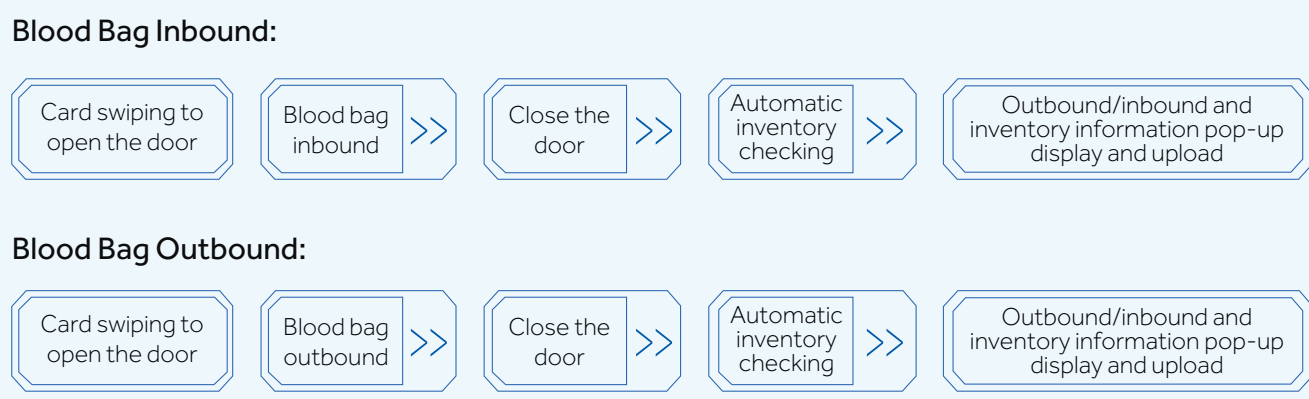 Blood Bag Inbound:
Card swiping to
open the door
Blood bag
inbound
Close the
door
Automatic
inventory
checking
Outbound/inbound and
inventory information pop-up
display and upload
Blood Bag Outbound:
Card swiping to
open the door
Blood bag
outbound
Close the
door
Automatic
inventory
checking
Outbound/inbound and
inventory information pop-up
display and upload